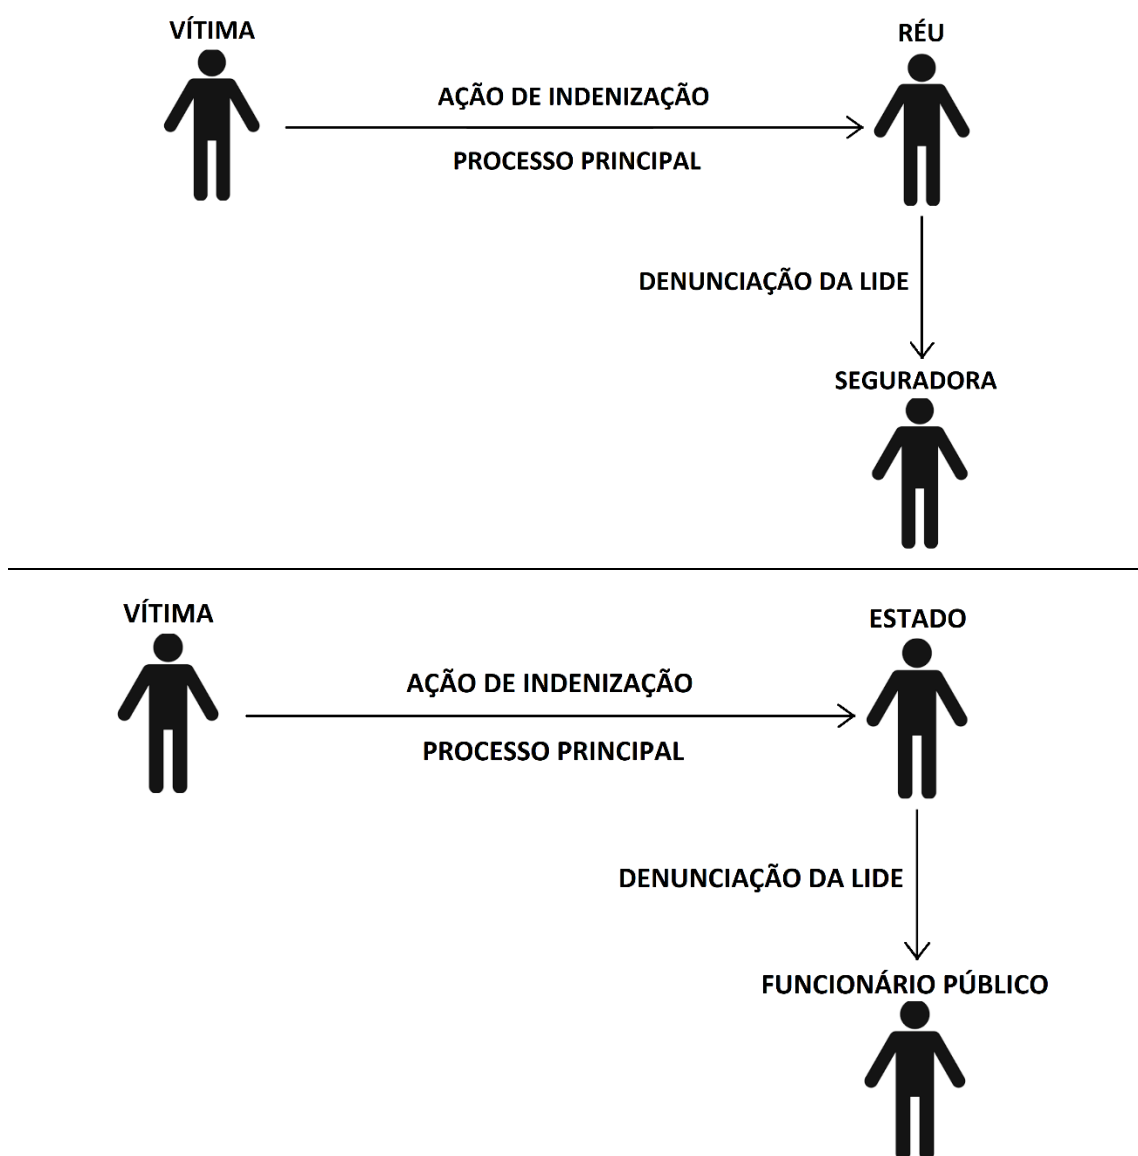 VÍTIMA
RÉU
AÇÃO DE INDENIZAÇÃO
PROCESSO PRINCIPAL
DENUNCIAÇÃO DA LIDE
SEGURADORA
VÍTIMA
ESTADO
AÇÃO DE INDENIZAÇÃO
PROCESSO PRINCIPAL
DENUNCIAÇÃO DA LIDE
FUNCIONÁRIO PÚBLICO